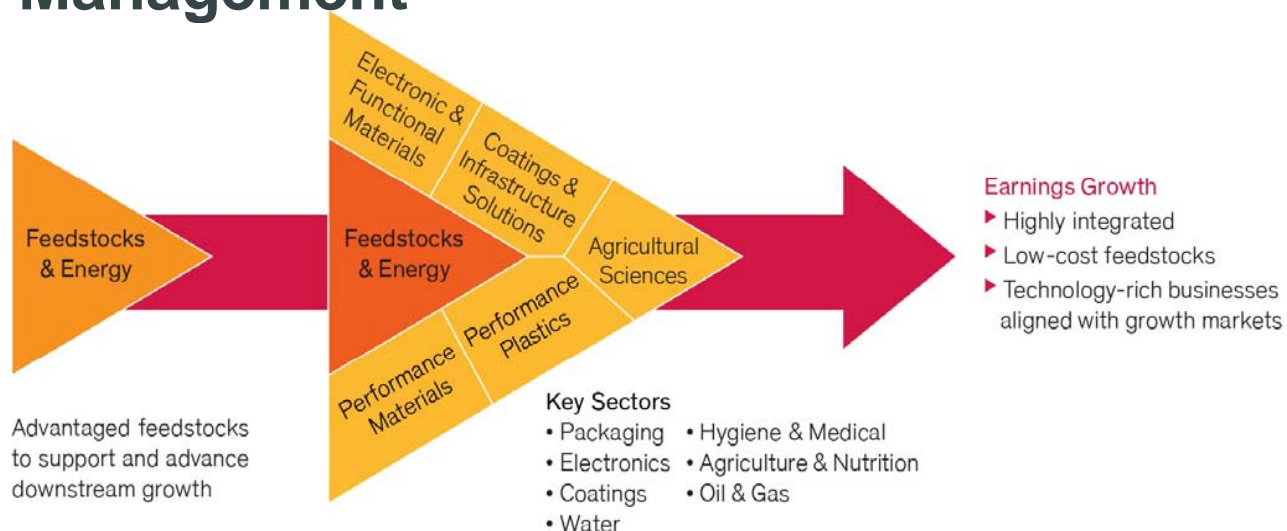 Management
Feedstocks
& Energy
Advantaged feedstocks
to support and advance
downstream growth
Electronic &
Functional
Materials
Coatings &
Infrastructure
Solutions
Feedstocks
& Energy
Agricultural
Sciences
Performance
Plastics
Performance
Materials
Key Sectors
• Packaging • Hygiene & Medical
• Electronics • Agriculture & Nutrition
• Coatings • Oil & Gas
• Water
Earnings Growth
▶ Highly integrated
▶ Low-cost feedstocks
▶ Technology-rich businesses
aligned with growth markets